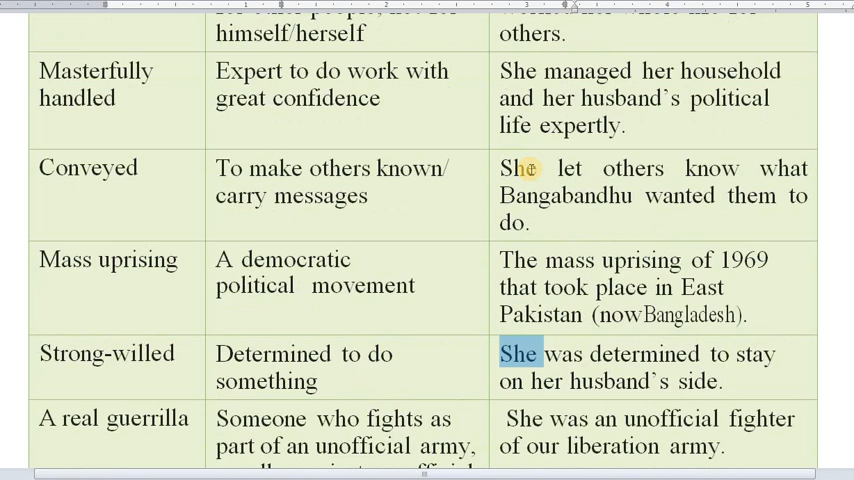 himself/herself
others.
Masterfully
handled
Expert to do work with
great confidence
She managed her household
and her husband's political
life expertly.
Conveyed
To make others known/
carry messages
She let others know what
Bangabandhu wanted them to
do.
Mass uprising
A democratic
political movement
The mass uprising of 1969
that took place in East
Pakistan (now Bangladesh).
Strong-willed
Determined to do
something
She was determined to stay
on her husband's side.
A real guerrilla
Someone who fights as
part of an unofficial army,
She was an unofficial fighter
of our liberation army.